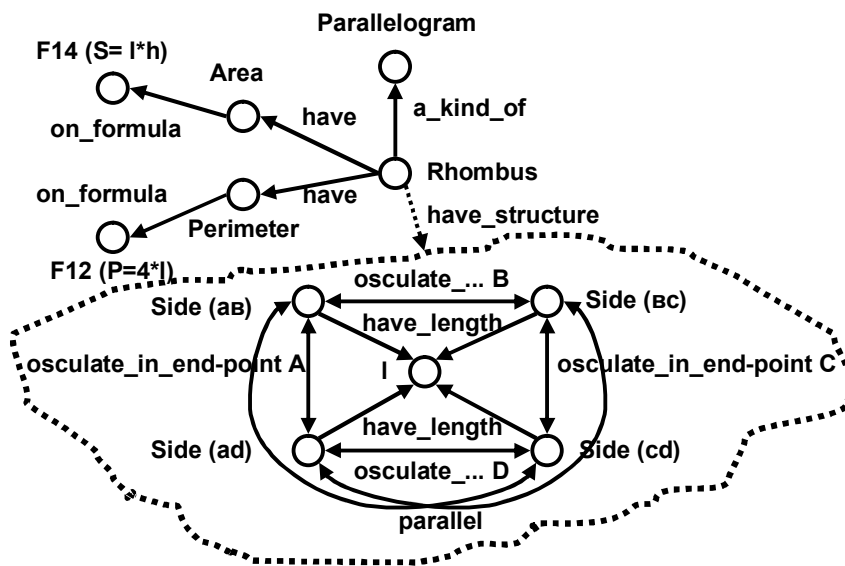 Parallelogram
F14 (S= l*h)
Area
have
a_kind_of
on_formula
Rhombus
on_formula
have
Perimeter
have_structure
F12 (P=4*l)
osculate_... B
Side (ав)
Side (вс)
have_length
osculate_in_end-point A
l
osculate_in_end-point C
have_length
Side (ad)
Side (cd)
osculate_... D
parallel